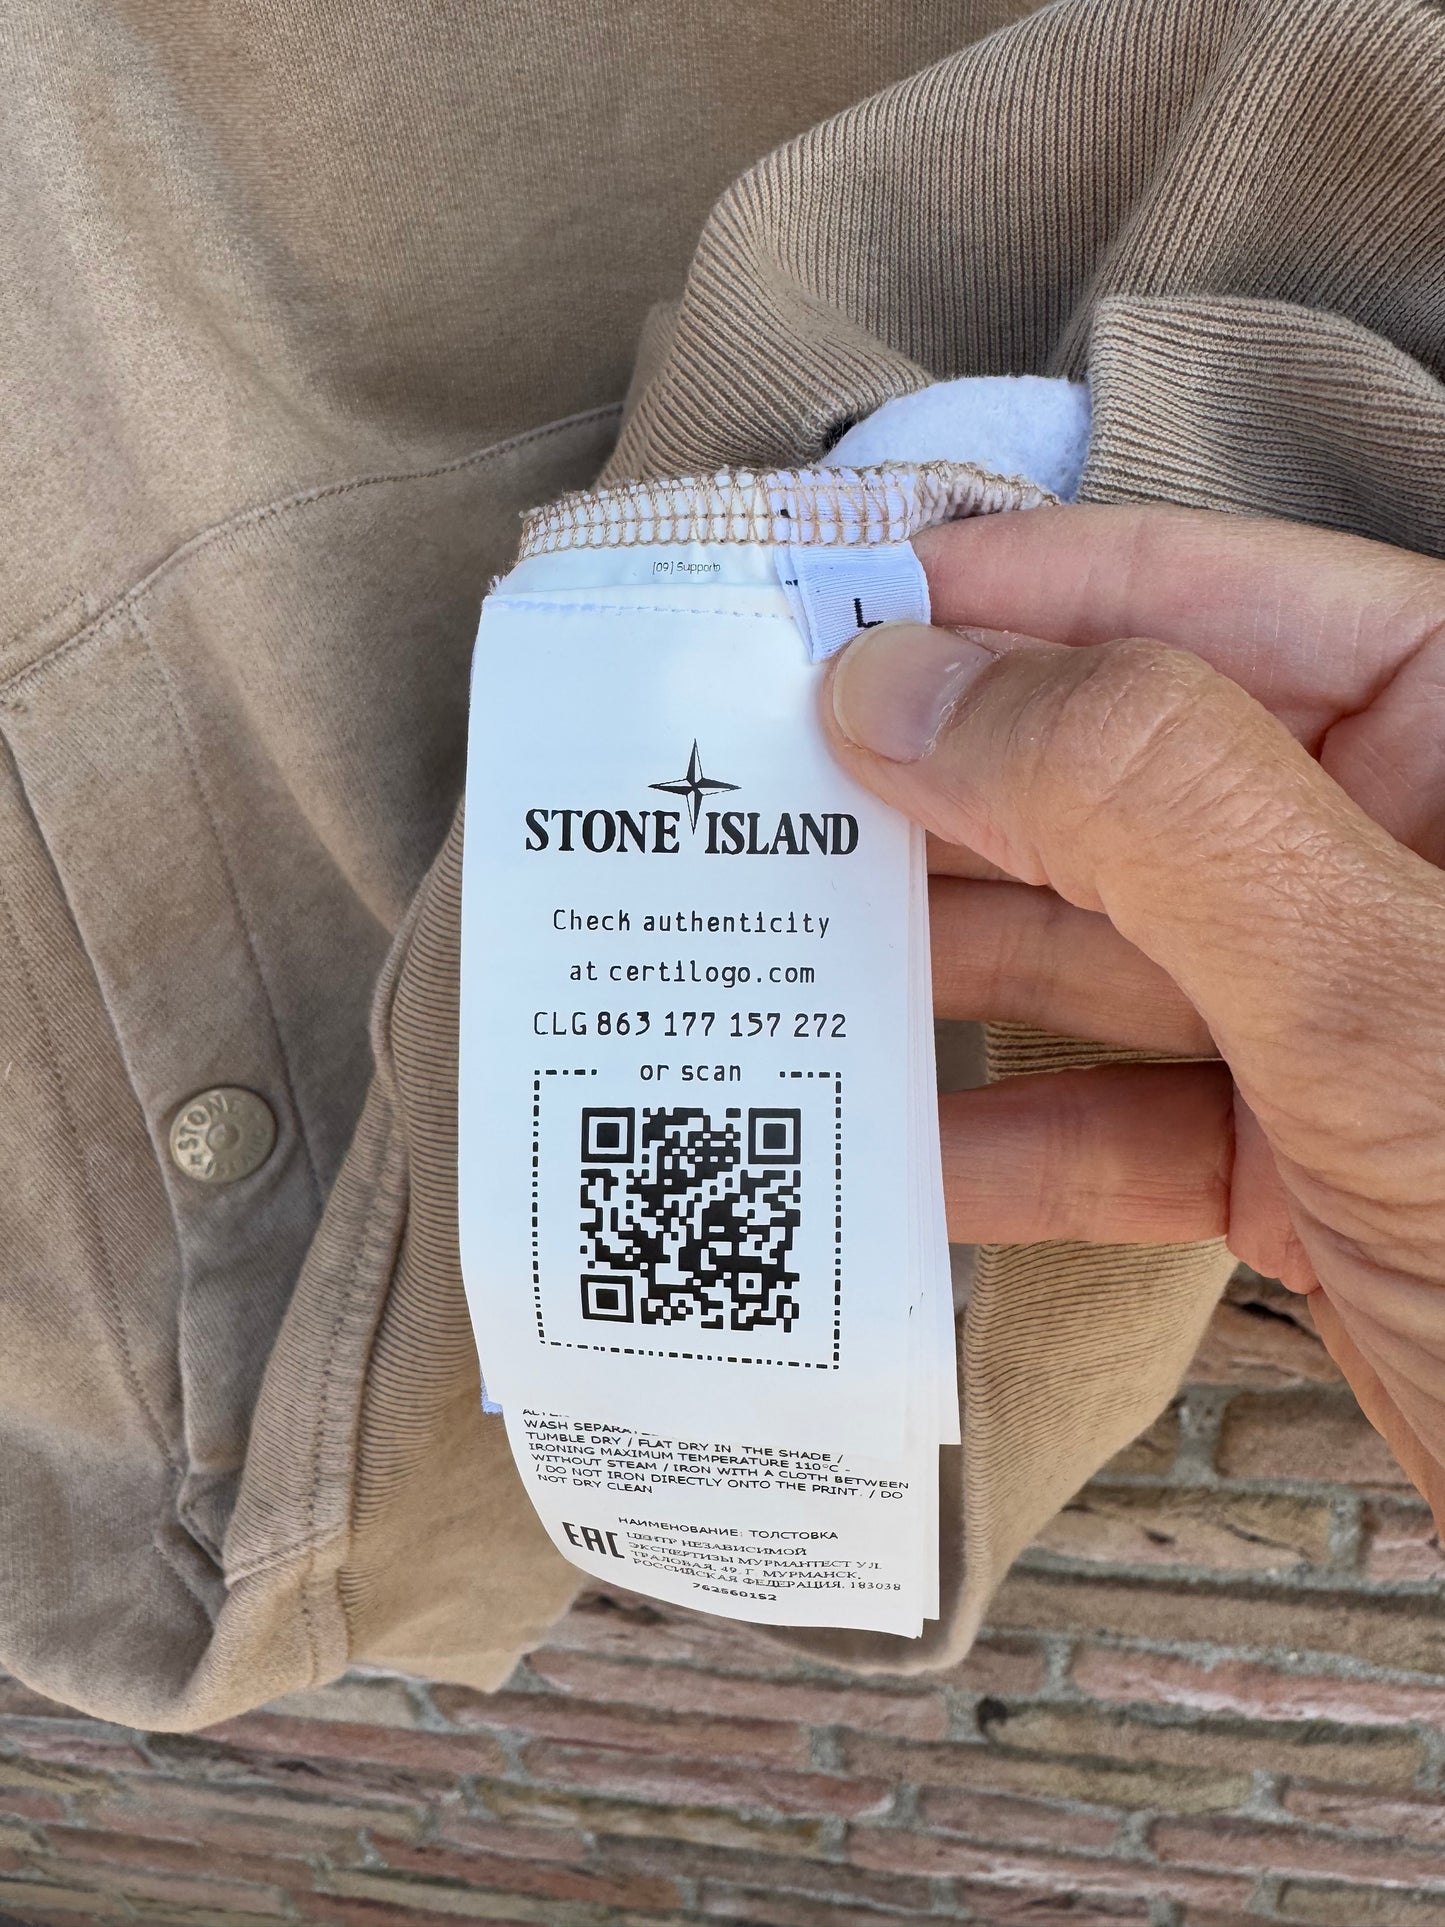 [09] Supporto
L
STONE ISLAND
Check authenticity
at certilogo.com
CLG 863 177 157 272
or scan
STONE
WASH SEPARATE
TUMBLE DRY / FLAT DRY IN THE SHADE /
IRONING MAXIMUM TEMPERATURE 110°C -
WITHOUT STEAM / IRON WITH A CLOTH BETWEEN
/ DO NOT IRON DIRECTLY ONTO THE PRINT. / DO
NOT DRY CLEAN
НАИМЕНОВАНИЕ: ТОЛСТОВКА
EAC
ЦЕНТР НЕЗАВИСИМОЙ
ЭКСПЕРТИЗЫ МУРМАНТЕСТ УЛ.
ТРАЛОВАЯ, 49, Г. МУРМАНСК,
РОССИЙСКАЯ ФЕДЕРАЦИЯ, 183038
762560152